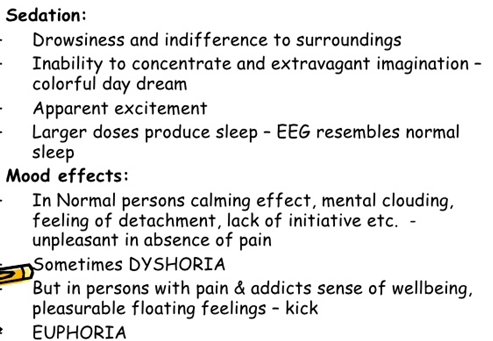 Sedation:
- Drowsiness and indifference to surroundings
- Inability to concentrate and extravagant imagination –
colorful day dream
- Apparent excitement
- Larger doses produce sleep – EEG resembles normal
sleep
Mood effects:
- In Normal persons calming effect, mental clouding,
feeling of detachment, lack of initiative etc. -
unpleasant in absence of pain
- Sometimes DYSHORIA
- But in persons with pain & addicts sense of wellbeing,
pleasurable floating feelings – kick
* EUPHORIA